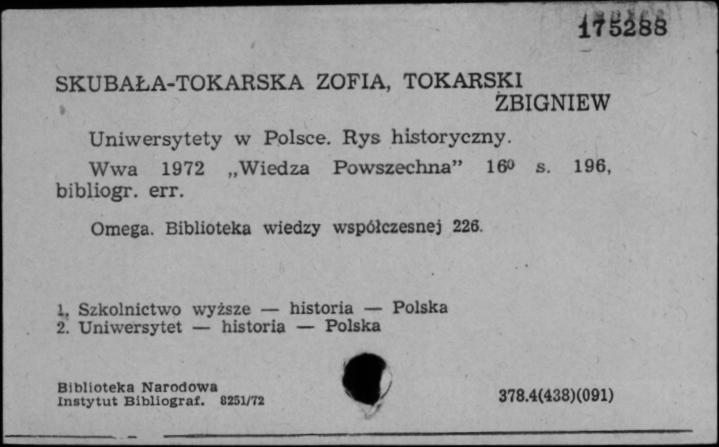 175288
SKUBAŁA-TOKARSKA ZOFIA, TOKARSKI
ZBIGNIEW
Uniwersytety w Polsce. Rys historyczny.
Wwa 1972 „Wiedza Powszechna” 16⁰ s. 196,
bibliogr. err.
Omega. Biblioteka wiedzy współczesnej 226.
1. Szkolnictwo wyższe — historia — Polska
2. Uniwersytet — historia — Polska
Biblioteka Narodowa
Instytut Bibliograf. 8251/72
378.4(438)(091)